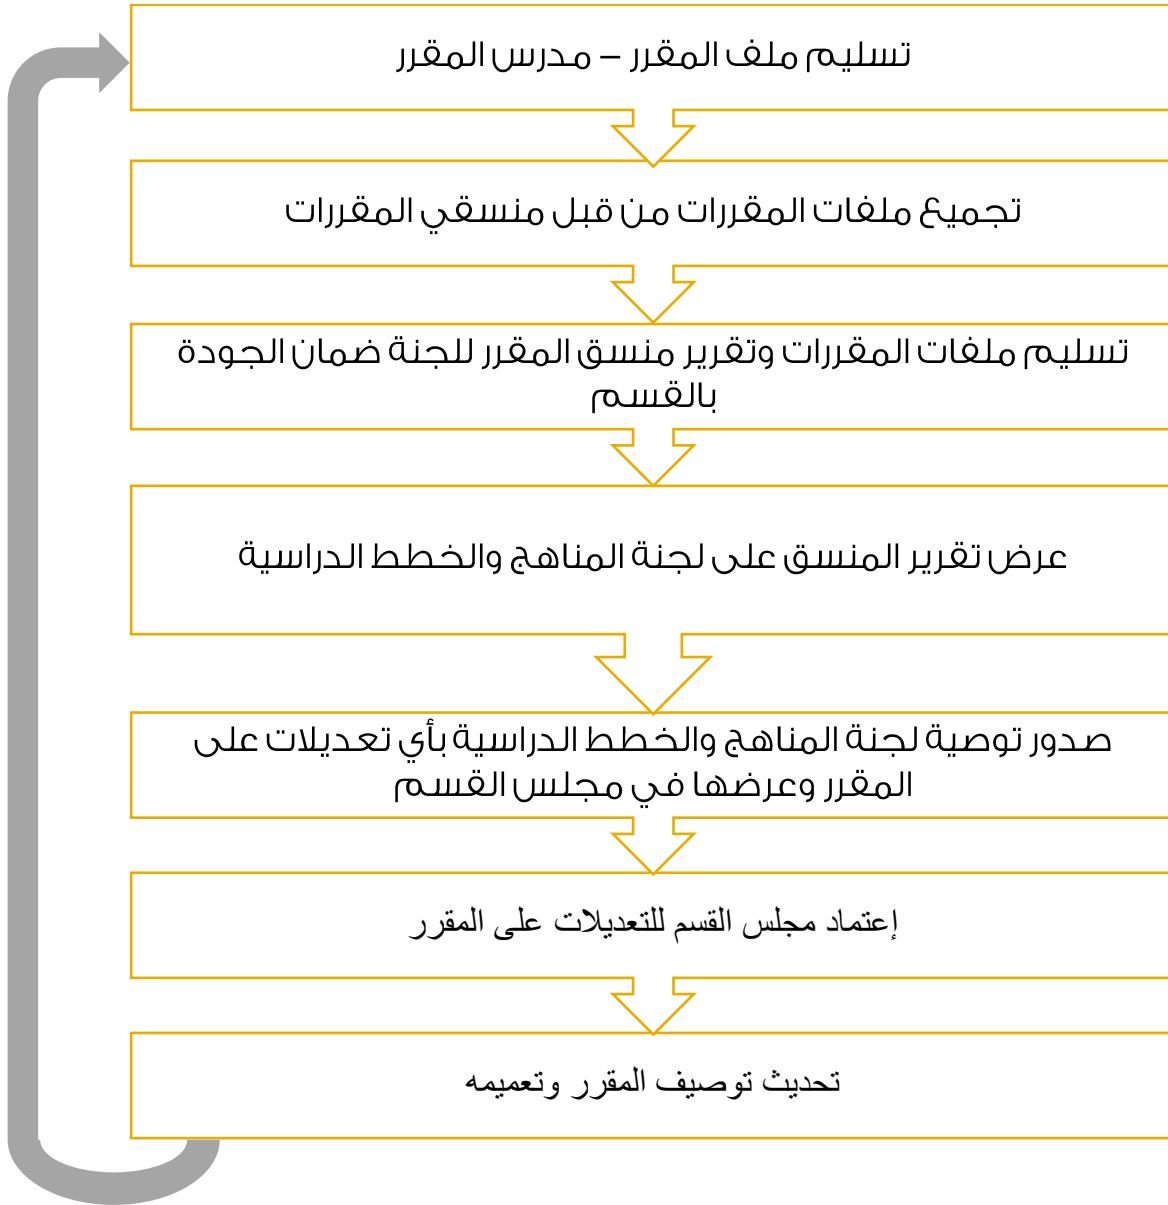 تسليم ملف المقرر – مدرس المقرر
تجميع ملفات المقررات من قبل منسقي المقررات
تسليم ملفات المقررات وتقرير منسق المقرر للجنة ضمان الجودة
بالقسم
عرض تقرير المنسق على لجنة المناهج والخطط الدراسية
صدور توصية لجنة المناهج والخطط الدراسية بأي تعديلات على
المقرر وعرضها في مجلس القسم
إعتماد مجلس القسم للتعديلات على المقرر
تحديث توصيف المقرر وتعميمه